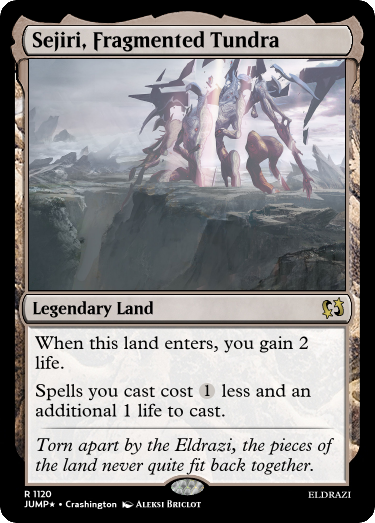 Sejiri, Fragmented Tundra
Legendary Land
When this land enters, you gain 2
life.
Spells you cast cost 1 less and an
additional 1 life to cast.
Torn apart by the Eldrazi, the pieces of
the land never quite fit back together.
R 1120 ELDRAZI
JUMP★ • Crashington Aleksi Briclot